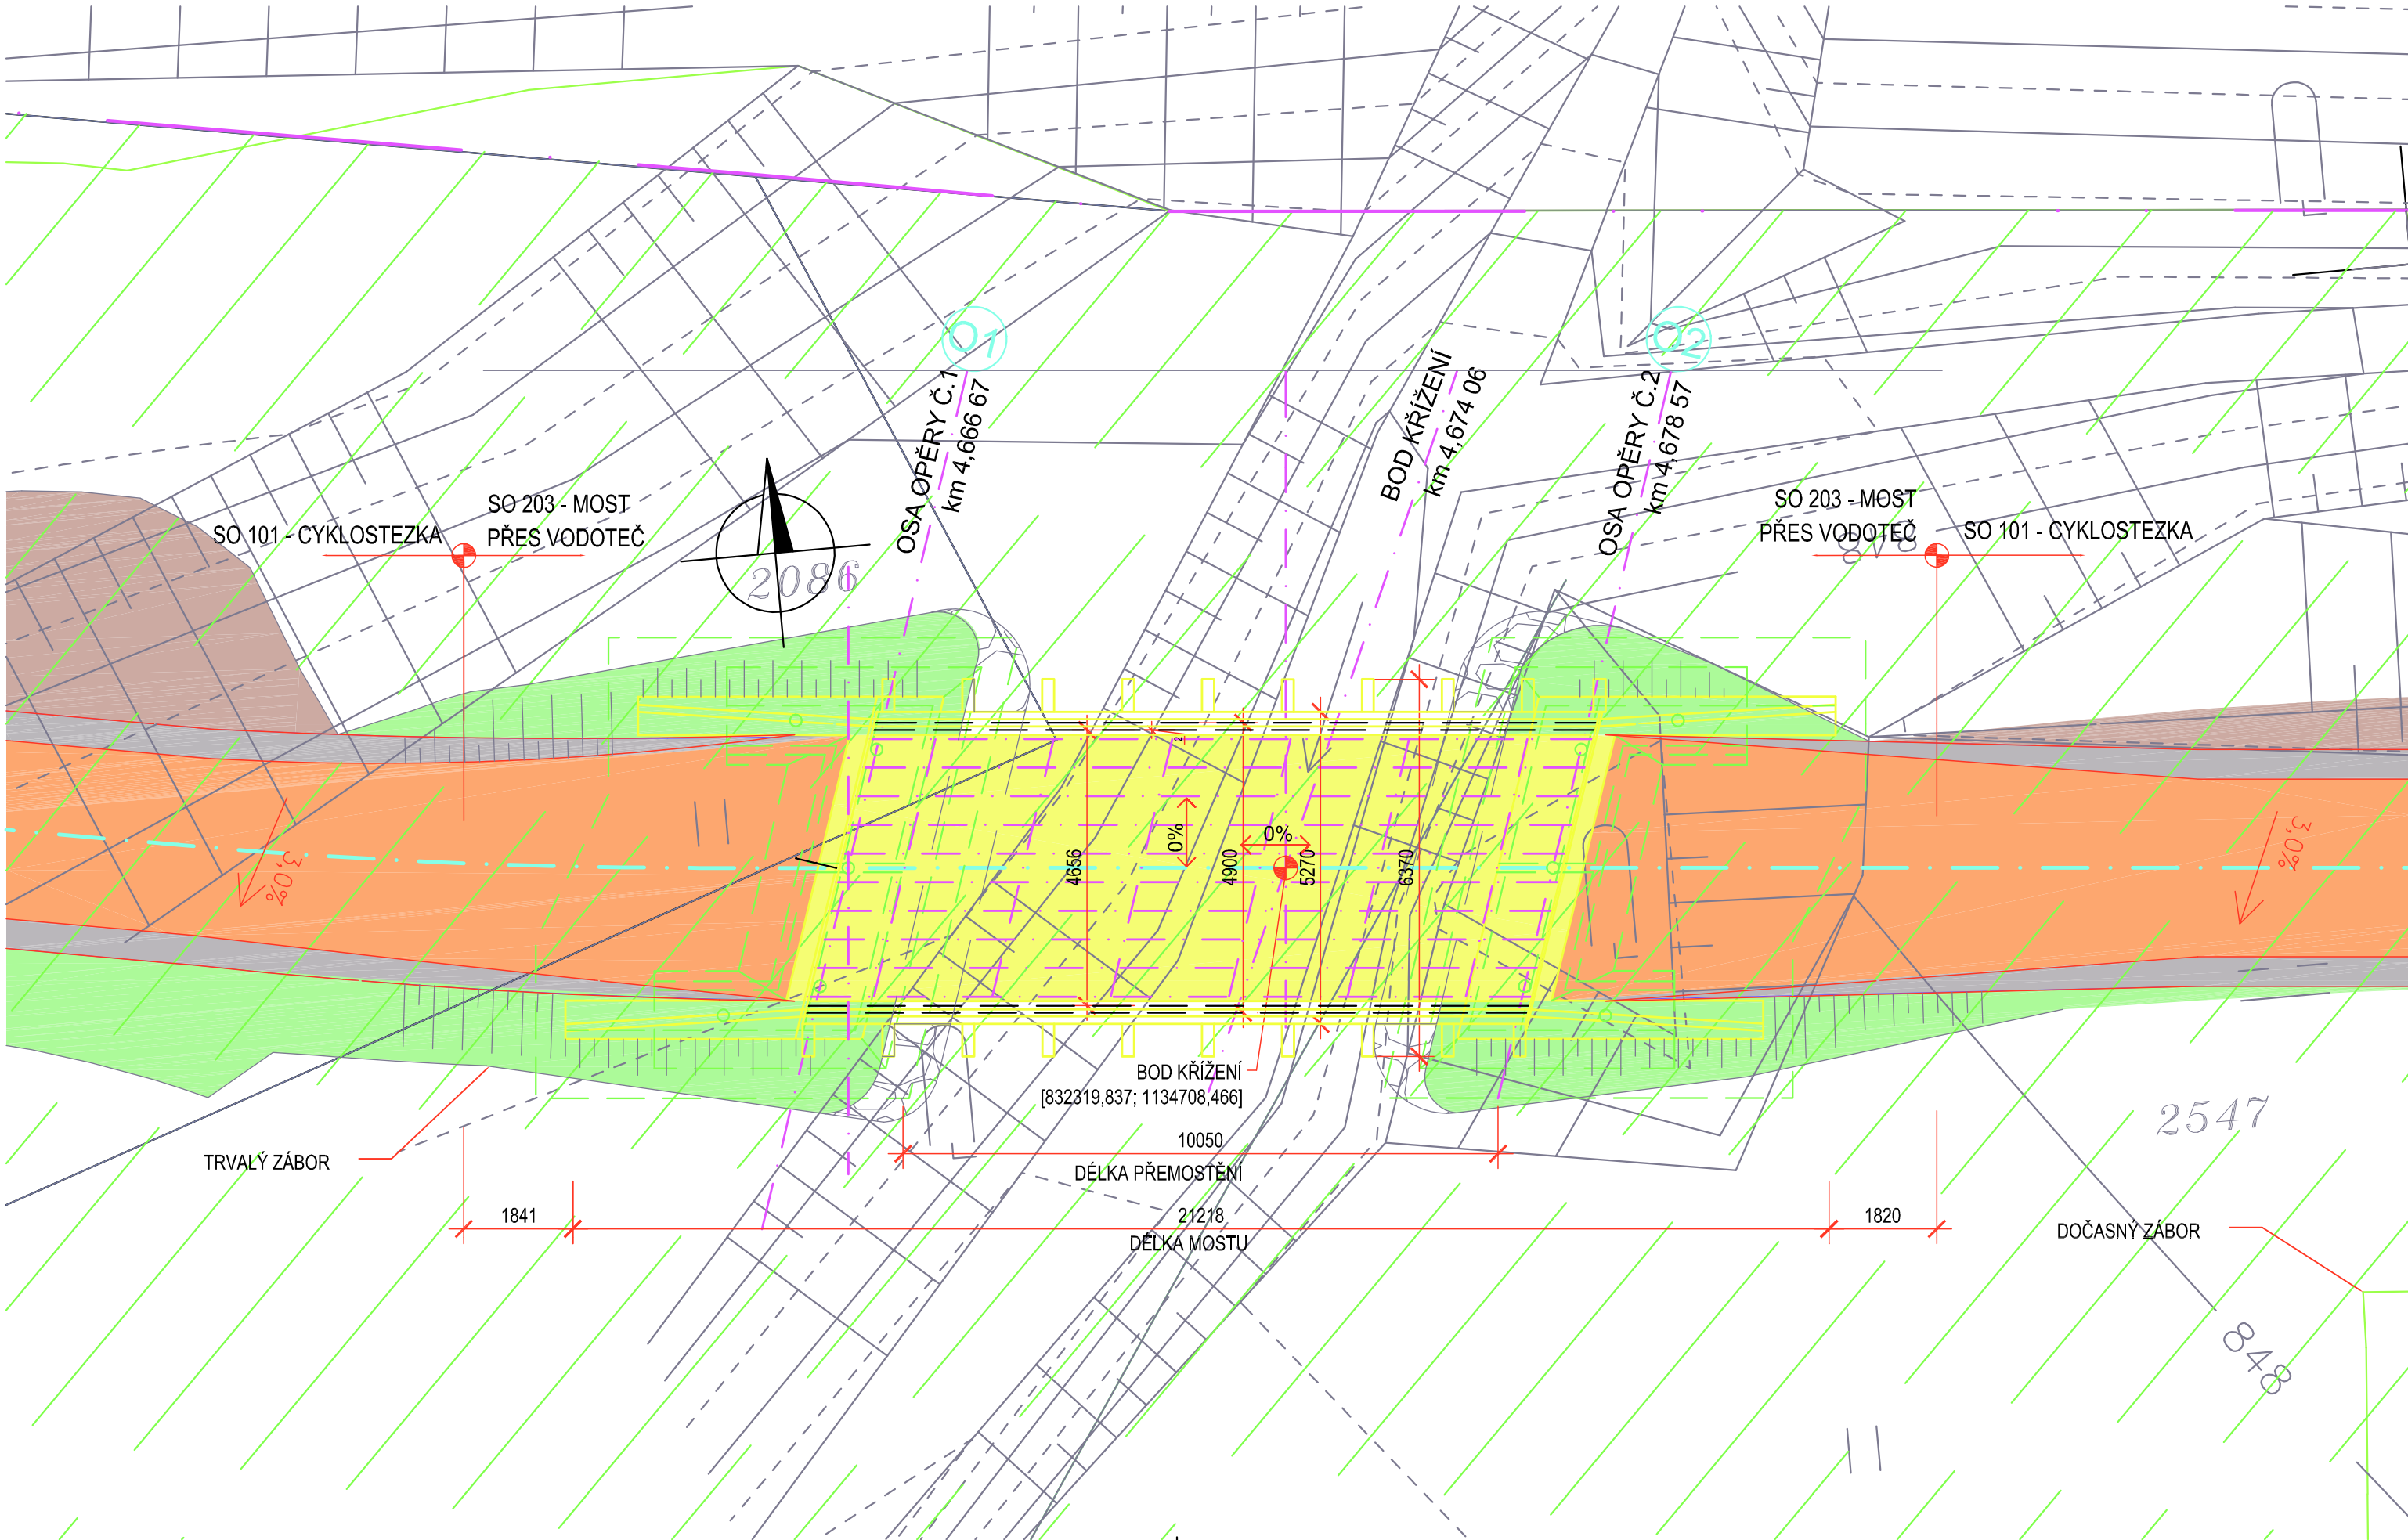 O1
O2
OSA OPĚRY Č.1
km 4,666 67
BOD KŘÍŽENÍ
km 4,674 06
OSA OPĚRY Č.2
km 4,678 57
SO 101 - CYKLOSTEZKA
SO 203 - MOST
PŘES VODOTEČ
2086
SO 203 - MOST
PŘES VODOTEČ
848
SO 101 - CYKLOSTEZKA
3,0%
4656
0%
4900
0%
5270
6370
3,0%
BOD KŘÍŽENÍ
[832319,837; 1134708,466]
2547
TRVALÝ ZÁBOR
10050
DÉLKA PŘEMOSTĚNÍ
1841
21218
DÉLKA MOSTU
1820
DOČASNÝ ZÁBOR
848